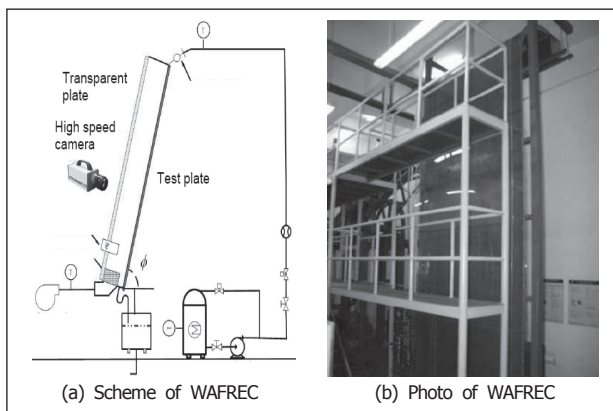 T
Transparent
plate
High speed
camera
Test plate
ϕ
T
(a) Scheme of WAFREC
(b) Photo of WAFREC